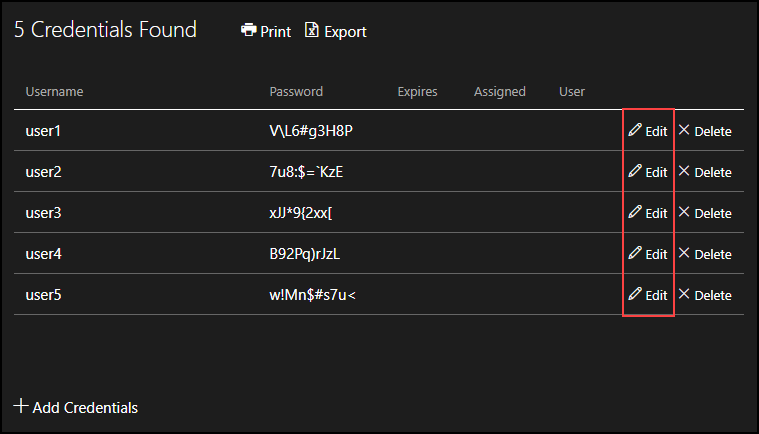 5 Credentials Found Print Export
Username Password Expires Assigned User
user1 V\L6#g3H8P Edit Delete
user2 7u8:$=`KzE Edit Delete
user3 xJJ*9{2xx[ Edit Delete
user4 B92Pq)rJzL Edit Delete
user5 w!Mn$#s7u< Edit Delete
Add Credentials